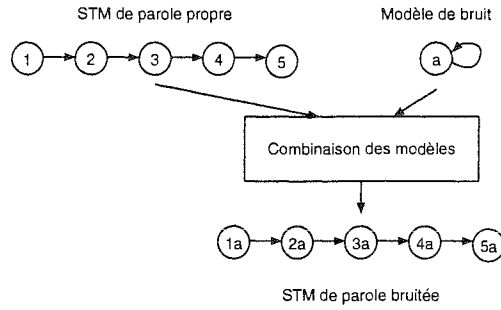 STM de parole propre
Modèle de bruit
1 2 3 4 5
a
Combinaison des modèles
1a 2a 3a 4a 5a
STM de parole bruitée